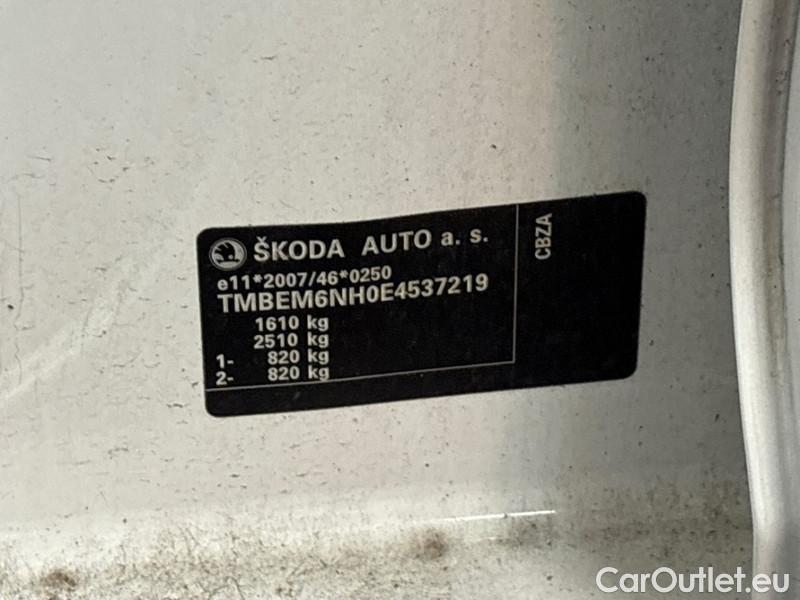 ŠKODA AUTO a. s.
e11*2007/46*0250
TMBEM6NH0E4537219
1610 kg
2510 kg
1- 820 kg
2- 820 kg
CBZA
CarOutlet.eu